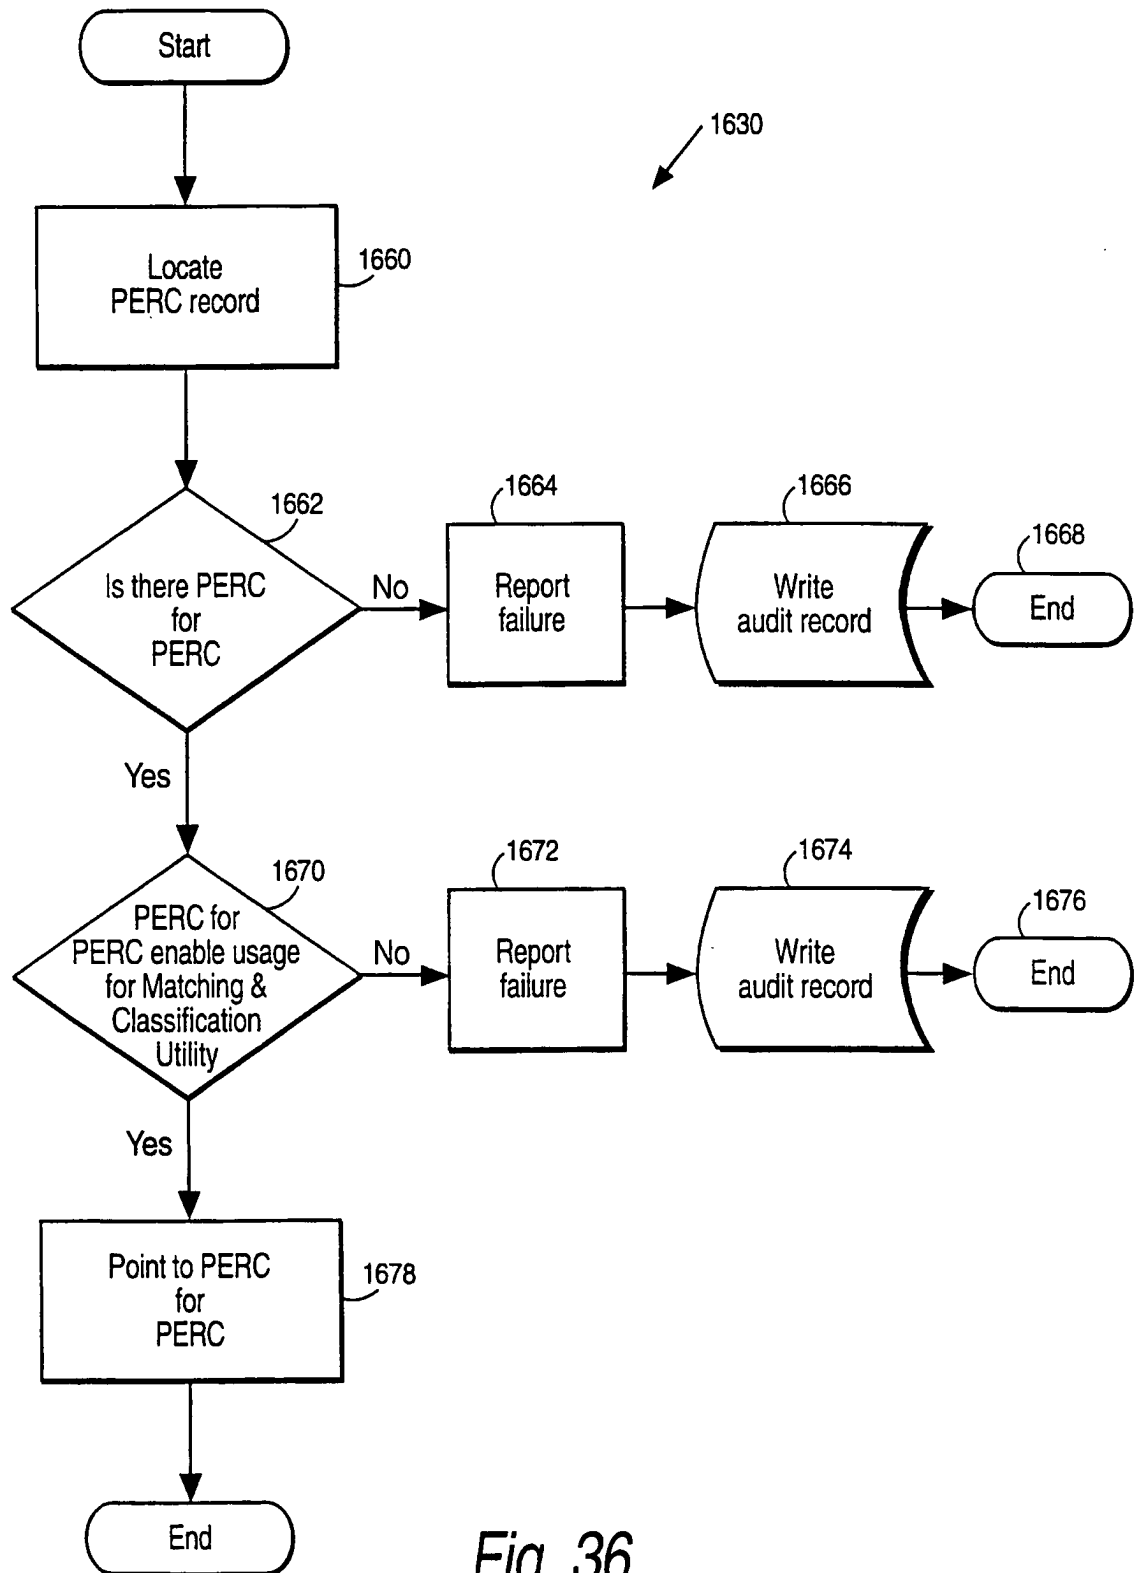 Start
1630
Locate
PERC record
1660
Is there PERC
for
PERC
1662
No
Report
failure
1664
Write
audit record
1666
End
1668
Yes
PERC for
PERC enable usage
for Matching &
Classification
Utility
1670
No
Report
failure
1672
Write
audit record
1674
End
1676
Yes
Point to PERC
for
PERC
1678
End
Fig. 36